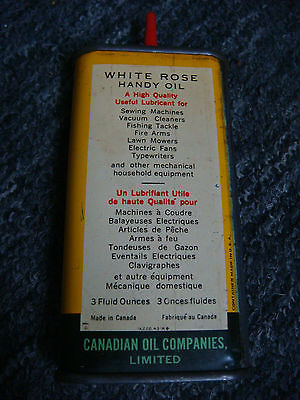 WHITE ROSE
HANDY OIL
A High Quality
Useful Lubricant for
Sewing Machines
Vacuum Cleaners
Fishing Tackle
Fire Arms
Lawn Mowers
Electric Fans
Typewriters
and other mechanical
household equipment
Un Lubrifiant Utile
de haute Qualité pour
Machines à Coudre
Balayeuses Electriques
Articles de Pêche
Armes a feu
Tondeuses de Gazon
Eventails Electriques
Clavigraphes
et autre équipment
Mécanique domestique
3 Fluid Ounces 3 Onces fluides
Made in Canada Fabriqué au Canada
CANADIAN OIL COMPANIES,
LIMITED
CONTAINER MADE IN U.S.A.